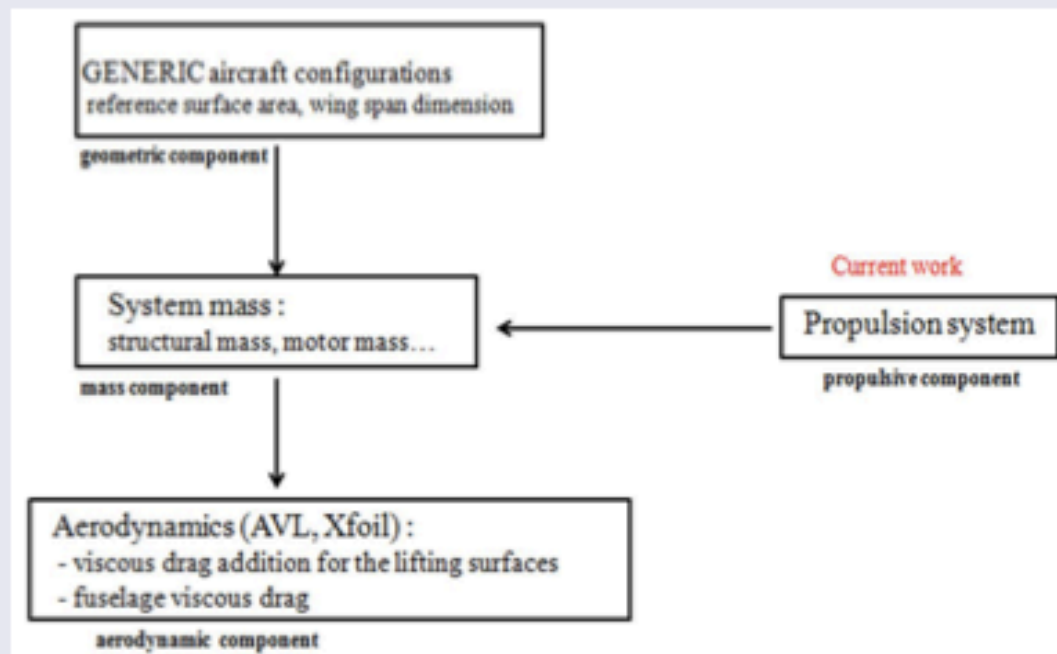 GENERIC aircraft configurations
reference surface area, wing span dimension
geometric component
Current work
System mass :
structural mass, motor mass...
mass component
Propulsion system
propulsive component
Aerodynamics (AVL, Xfoil) :
- viscous drag addition for the lifting surfaces
- fuselage viscous drag
aerodynamic component